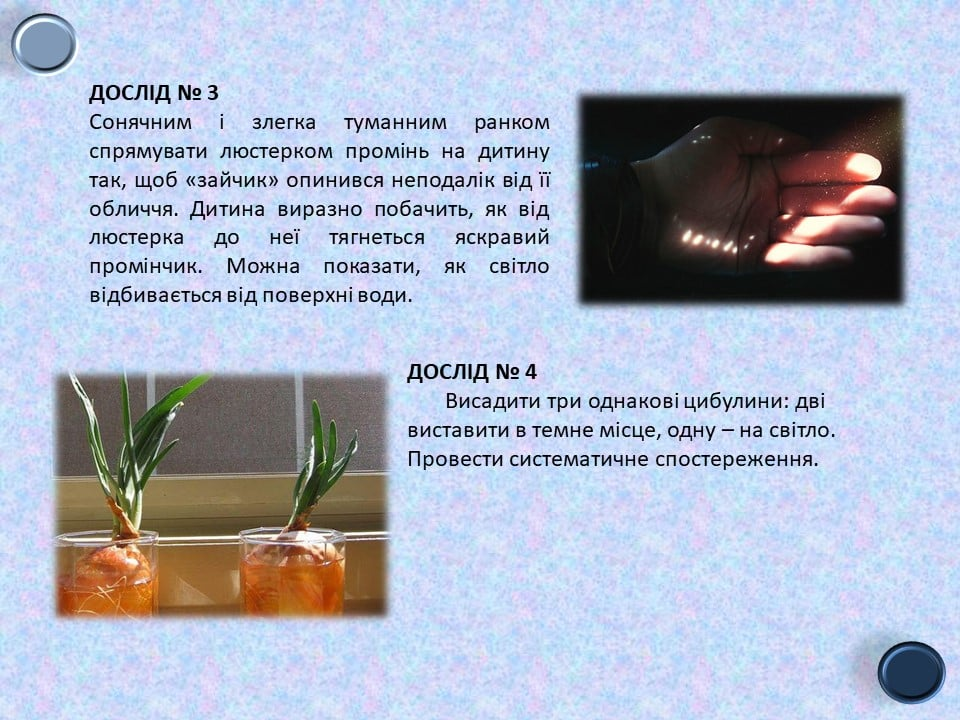 ДОСЛІД № 3
Сонячним і злегка туманним ранком
спрямувати люстерком промінь на дитину
так, щоб «зайчик» опинився неподалік від її
обличчя. Дитина виразно побачить, як від
люстерка до неї тягнеться яскравий
промінчик. Можна показати, як світло
відбивається від поверхні води.
ДОСЛІД № 4
Висадити три однакові цибулини: дві
виставити в темне місце, одну – на світло.
Провести систематичне спостереження.